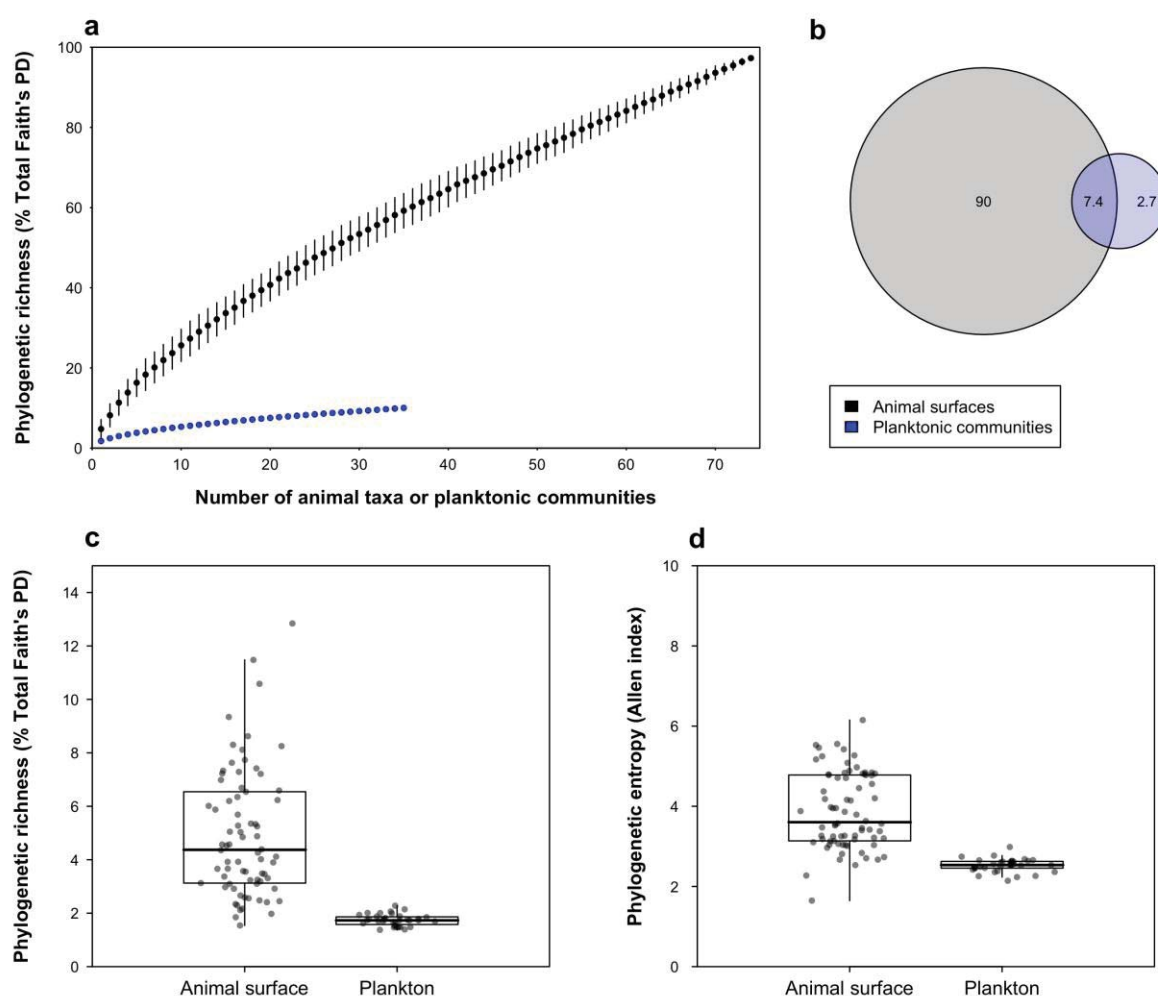 a
Phylogenetic richness (% Total Faith's PD)
100
80
60
40
20
0
0 10 20 30 40 50 60 70
Number of animal taxa or planktonic communities
b
90 7.4 2.7
Animal surfaces
Planktonic communities
c
Phylogenetic richness (% Total Faith's PD)
14
12
10
8
6
4
2
0
Animal surface Plankton
d
Phylogenetic entropy (Allen index)
10
8
6
4
2
0
Animal surface Plankton